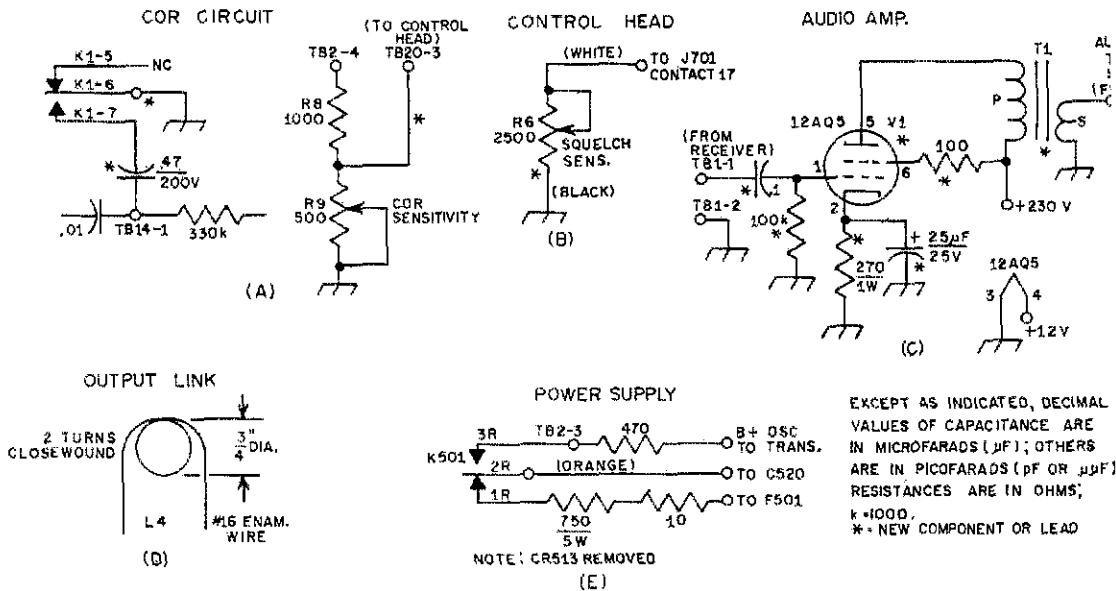 COR CIRCUIT
K1-5
NC
K1-6
*
K1-7
*
.47
200V
.01
TB14-1
330k
(TO CONTROL
HEAD)
TB2-4
TB20-3
R8
1000
*
R9
500
COR
SENSITIVITY
(A)
CONTROL HEAD
(WHITE)
TO J701
CONTACT 17
R6
2500
SQUELCH
SENS.
*
(BLACK)
(B)
AUDIO AMP.
T1
P
S
*
12AQ5
5
V1
*
(FROM
RECEIVER)
TB1-1
1
6
100
*
* .1
2
TB1-2
100k
*
*
270
1W
+
25µF
25V
*
+230 V
12AQ5
3
4
+12V
(C)
OUTPUT LINK
2 TURNS
CLOSEWOUND
3"
4
DIA.
L4
#16 ENAM.
WIRE
(D)
POWER SUPPLY
3R
TB2-3
470
B+ OSC
TO TRANS.
K501
2R
(ORANGE)
TO C520
1R
TO F501
750
5W
10
NOTE: CR513 REMOVED
(E)
EXCEPT AS INDICATED, DECIMAL
VALUES OF CAPACITANCE ARE
IN MICROFARADS (µF); OTHERS
ARE IN PICOFARADS (pF OR µµF)
RESISTANCES ARE IN OHMS;
k=1000.
*= NEW COMPONENT OR LEAD